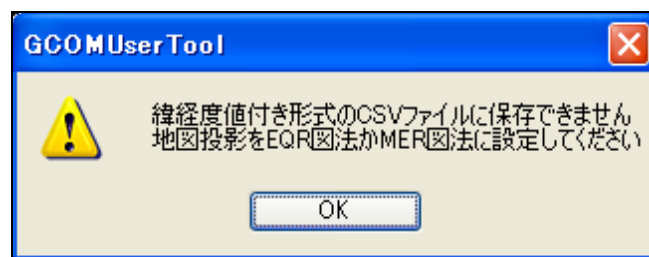 GCOMUserTool
緯経度値付き形式のCSVファイルに保存できません
地図投影をEQR図法かMER図法に設定してください
OK